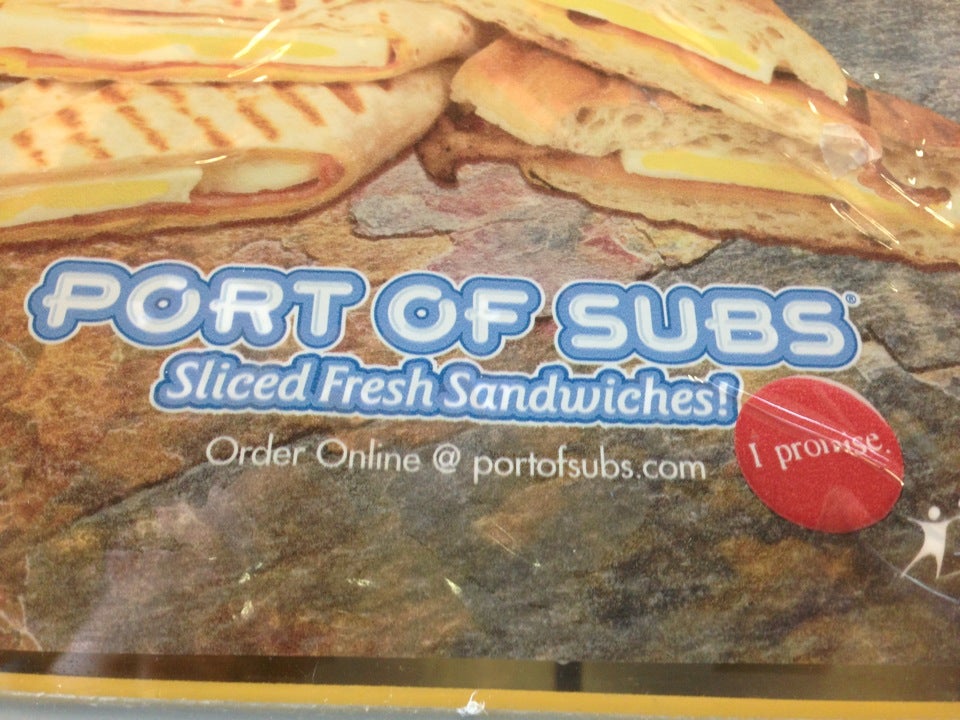 PORT OF SUBS®
Sliced Fresh Sandwiches!
Order Online @ portofsubs.com
I promise.